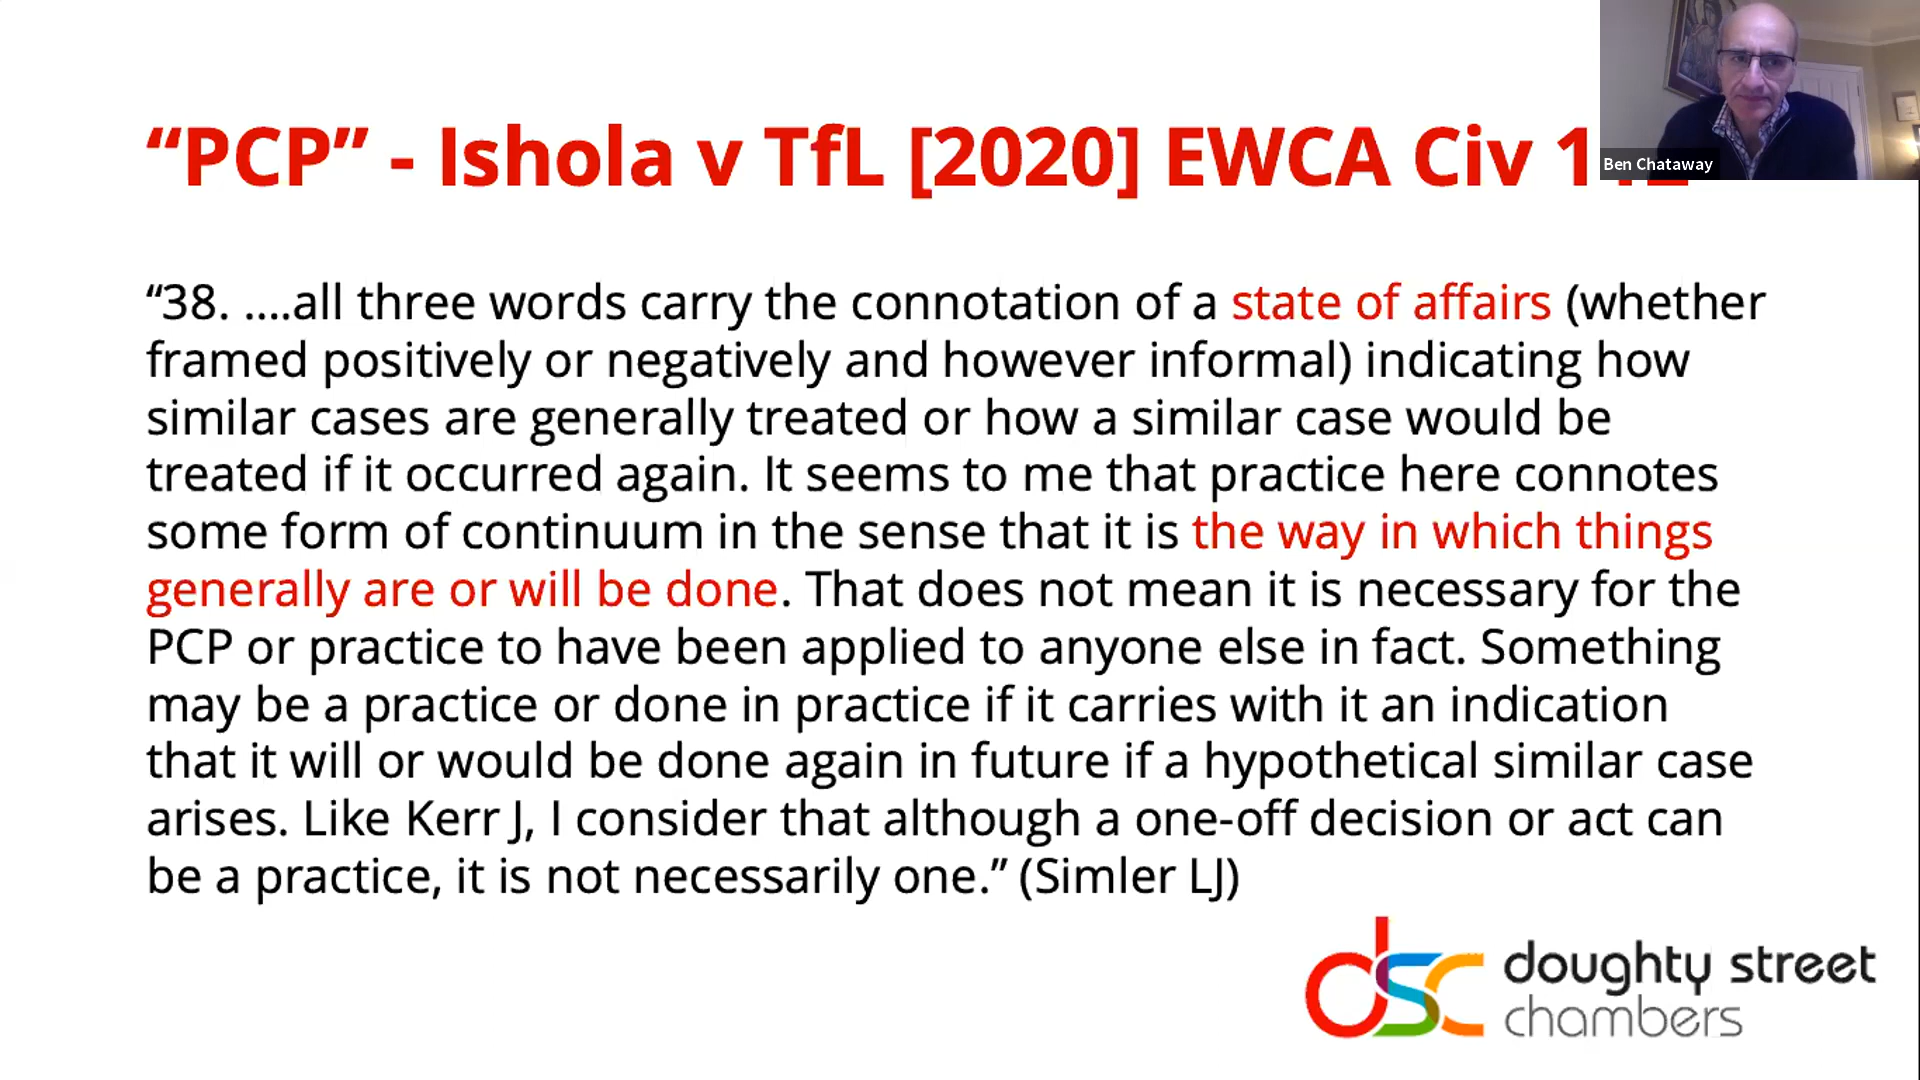 “PCP” - Ishola v TfL [2020] EWCA Civ
Ben Chataway
“38. ....all three words carry the connotation of a state of affairs (whether
framed positively or negatively and however informal) indicating how
similar cases are generally treated or how a similar case would be
treated if it occurred again. It seems to me that practice here connotes
some form of continuum in the sense that it is the way in which things
generally are or will be done. That does not mean it is necessary for the
PCP or practice to have been applied to anyone else in fact. Something
may be a practice or done in practice if it carries with it an indication
that it will or would be done again in future if a hypothetical similar case
arises. Like Kerr J, I consider that although a one-off decision or act can
be a practice, it is not necessarily one.” (Simler LJ)
dsc
doughty street
chambers